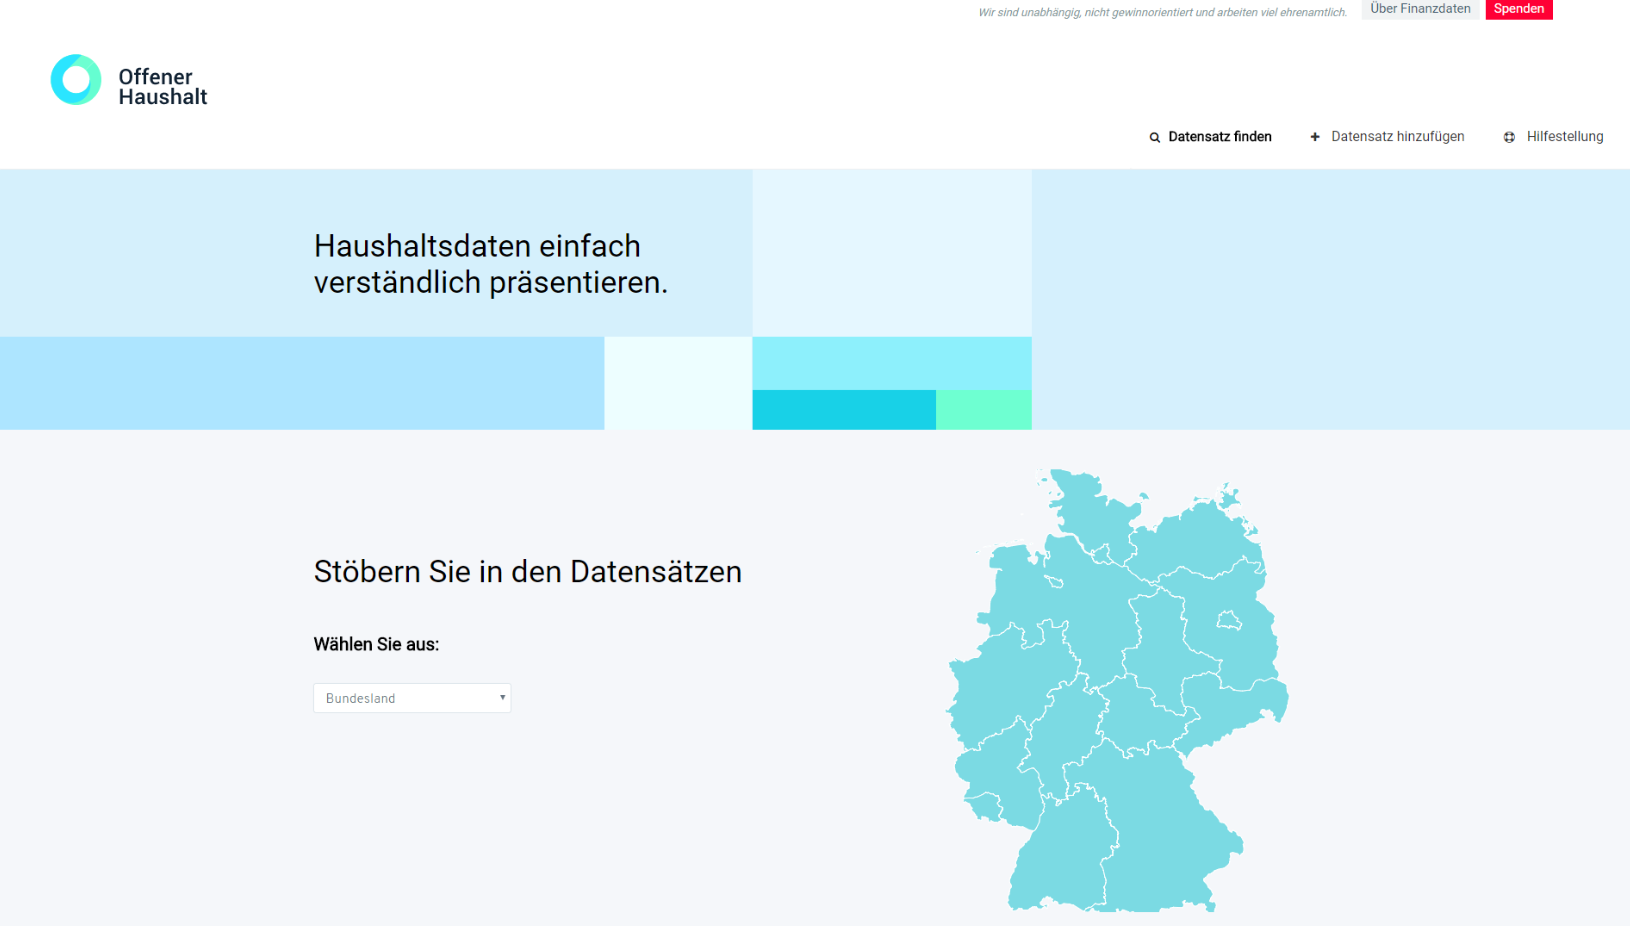 Wir sind unabhängig, nicht gewinnorientiert und arbeiten viel ehrenamtlich. Über Finanzdaten Spenden
Offener
Haushalt
Datensatz finden Datensatz hinzufügen Hilfestellung
Haushaltsdaten einfach
verständlich präsentieren.
Stöbern Sie in den Datensätzen
Wählen Sie aus:
Bundesland